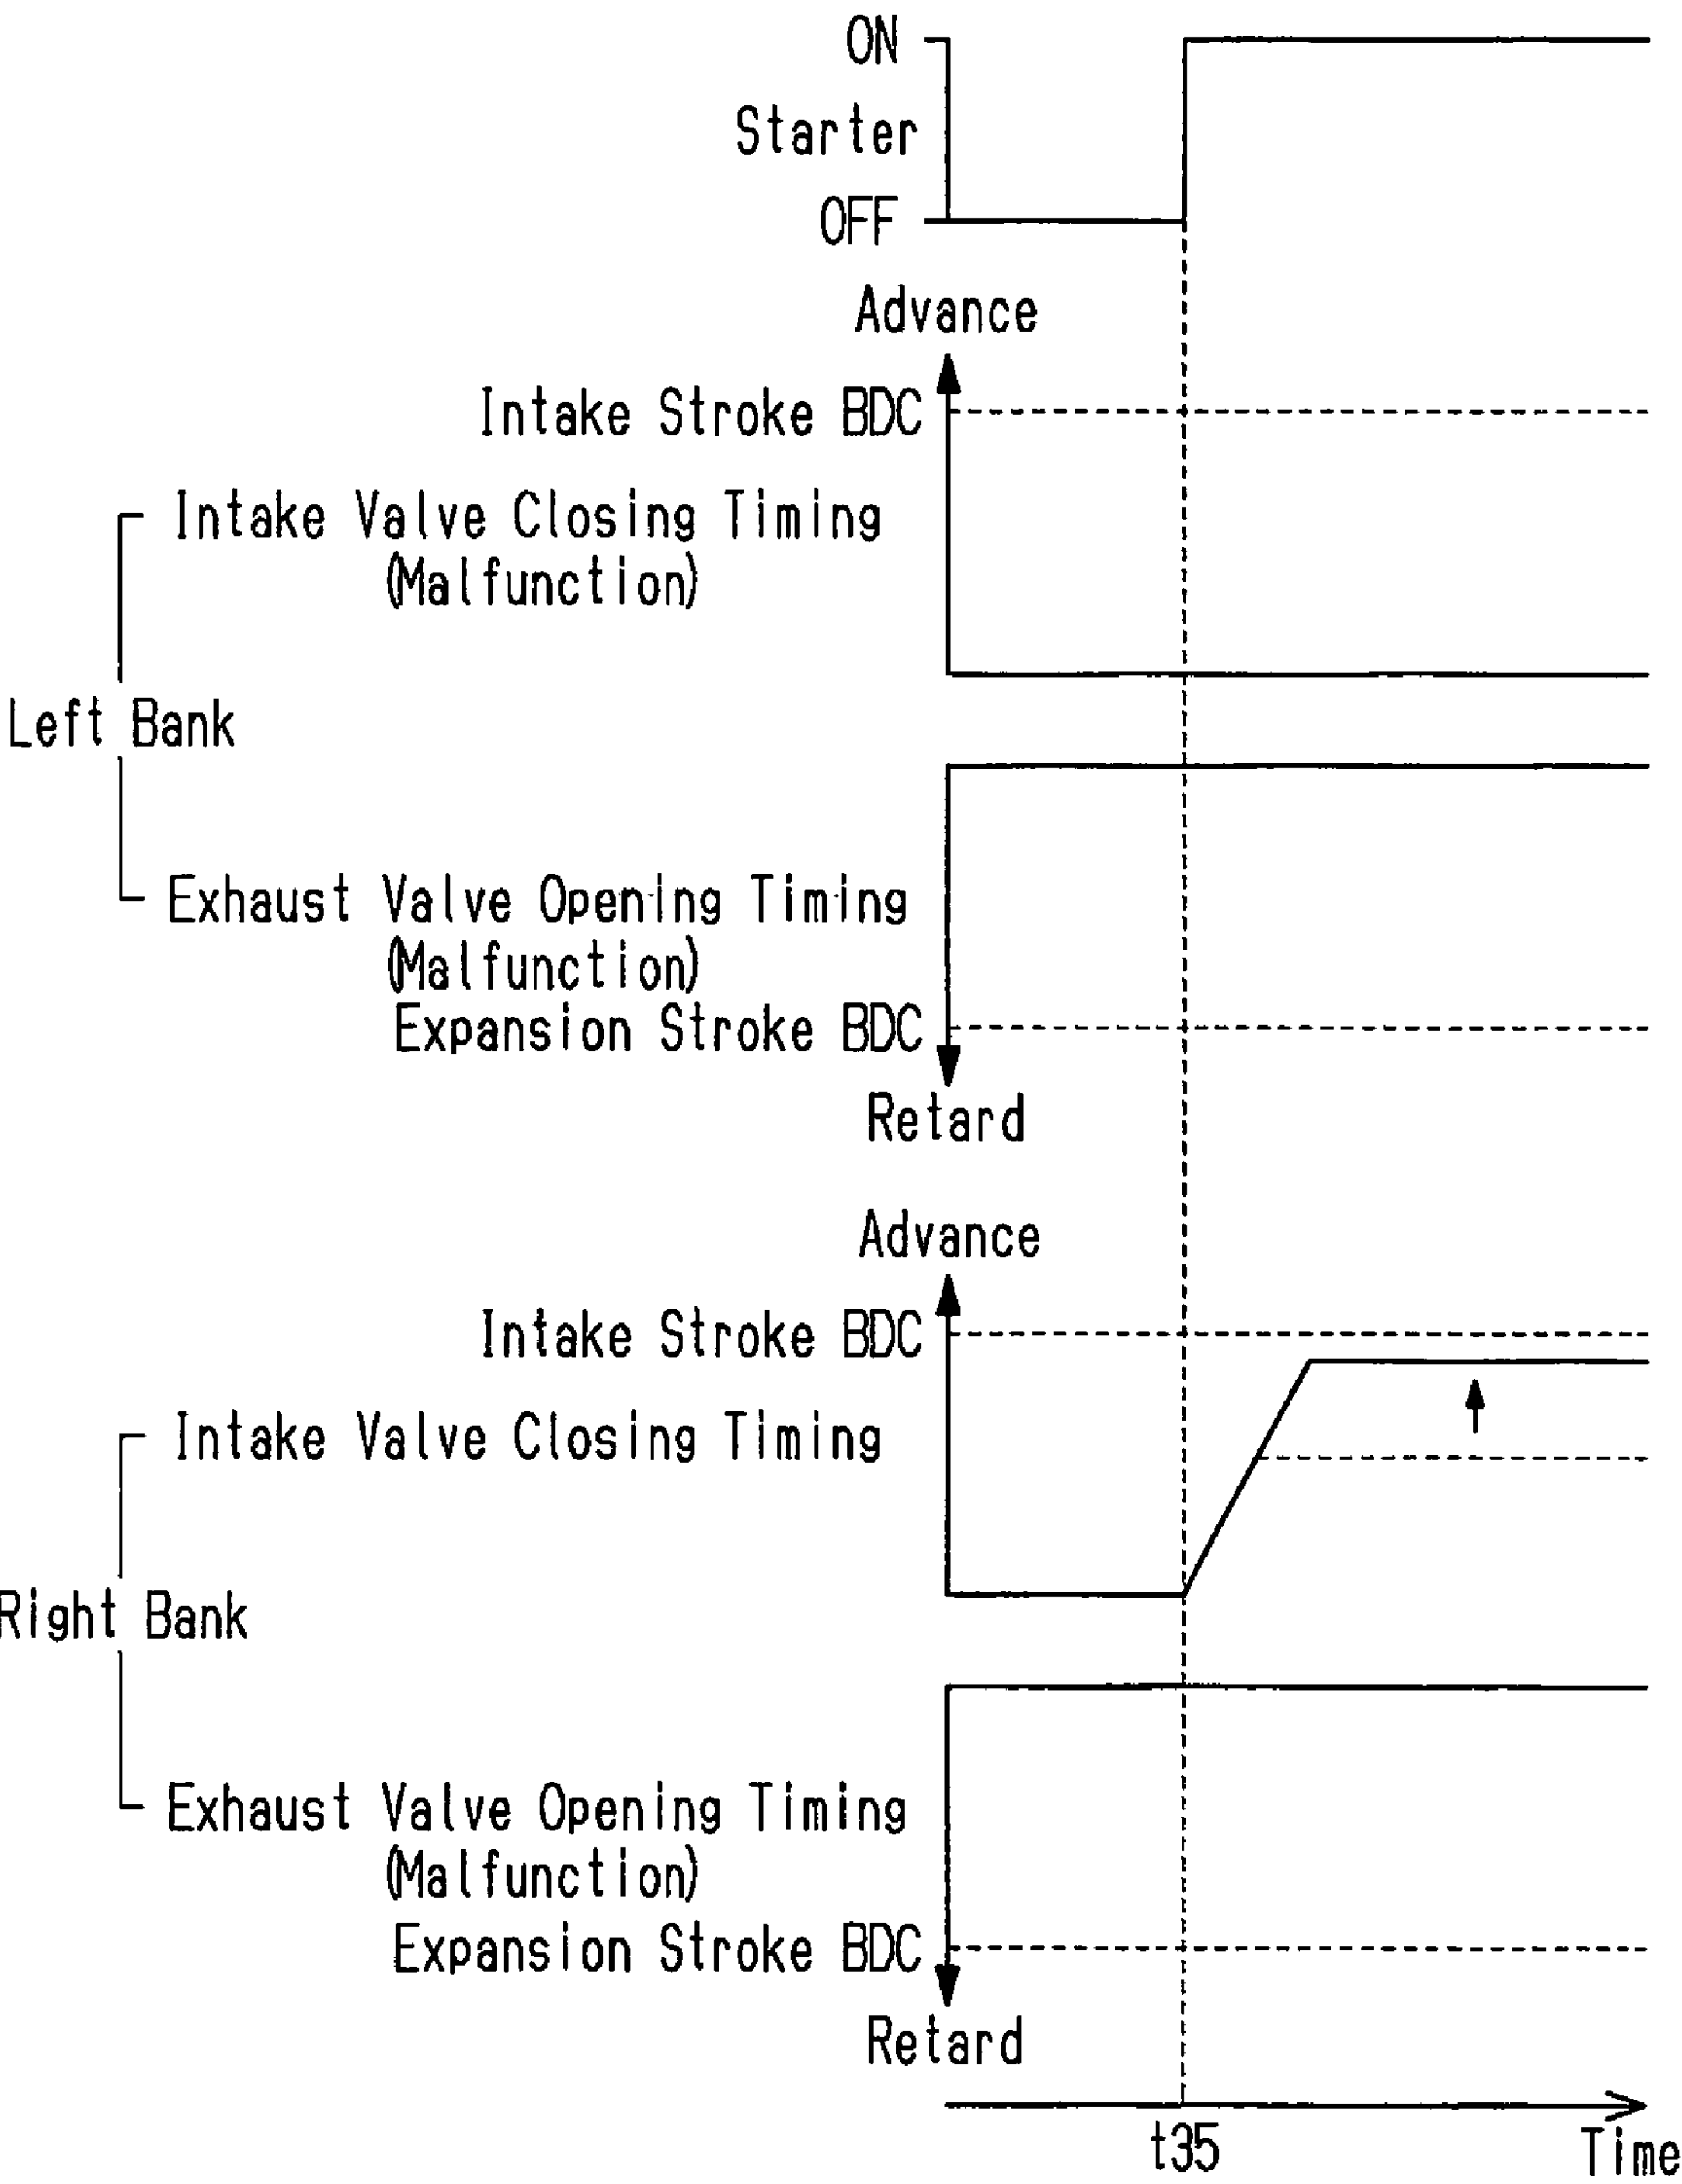 ON
Starter
OFF
Advance
Intake Stroke BDC
Intake Valve Closing Timing
(Malfunction)
Left Bank
Exhaust Valve Opening Timing
(Malfunction)
Expansion Stroke BDC
Retard
Advance
Intake Stroke BDC
Intake Valve Closing Timing
Right Bank
Exhaust Valve Opening Timing
(Malfunction)
Expansion Stroke BDC
Retard
t35
Time